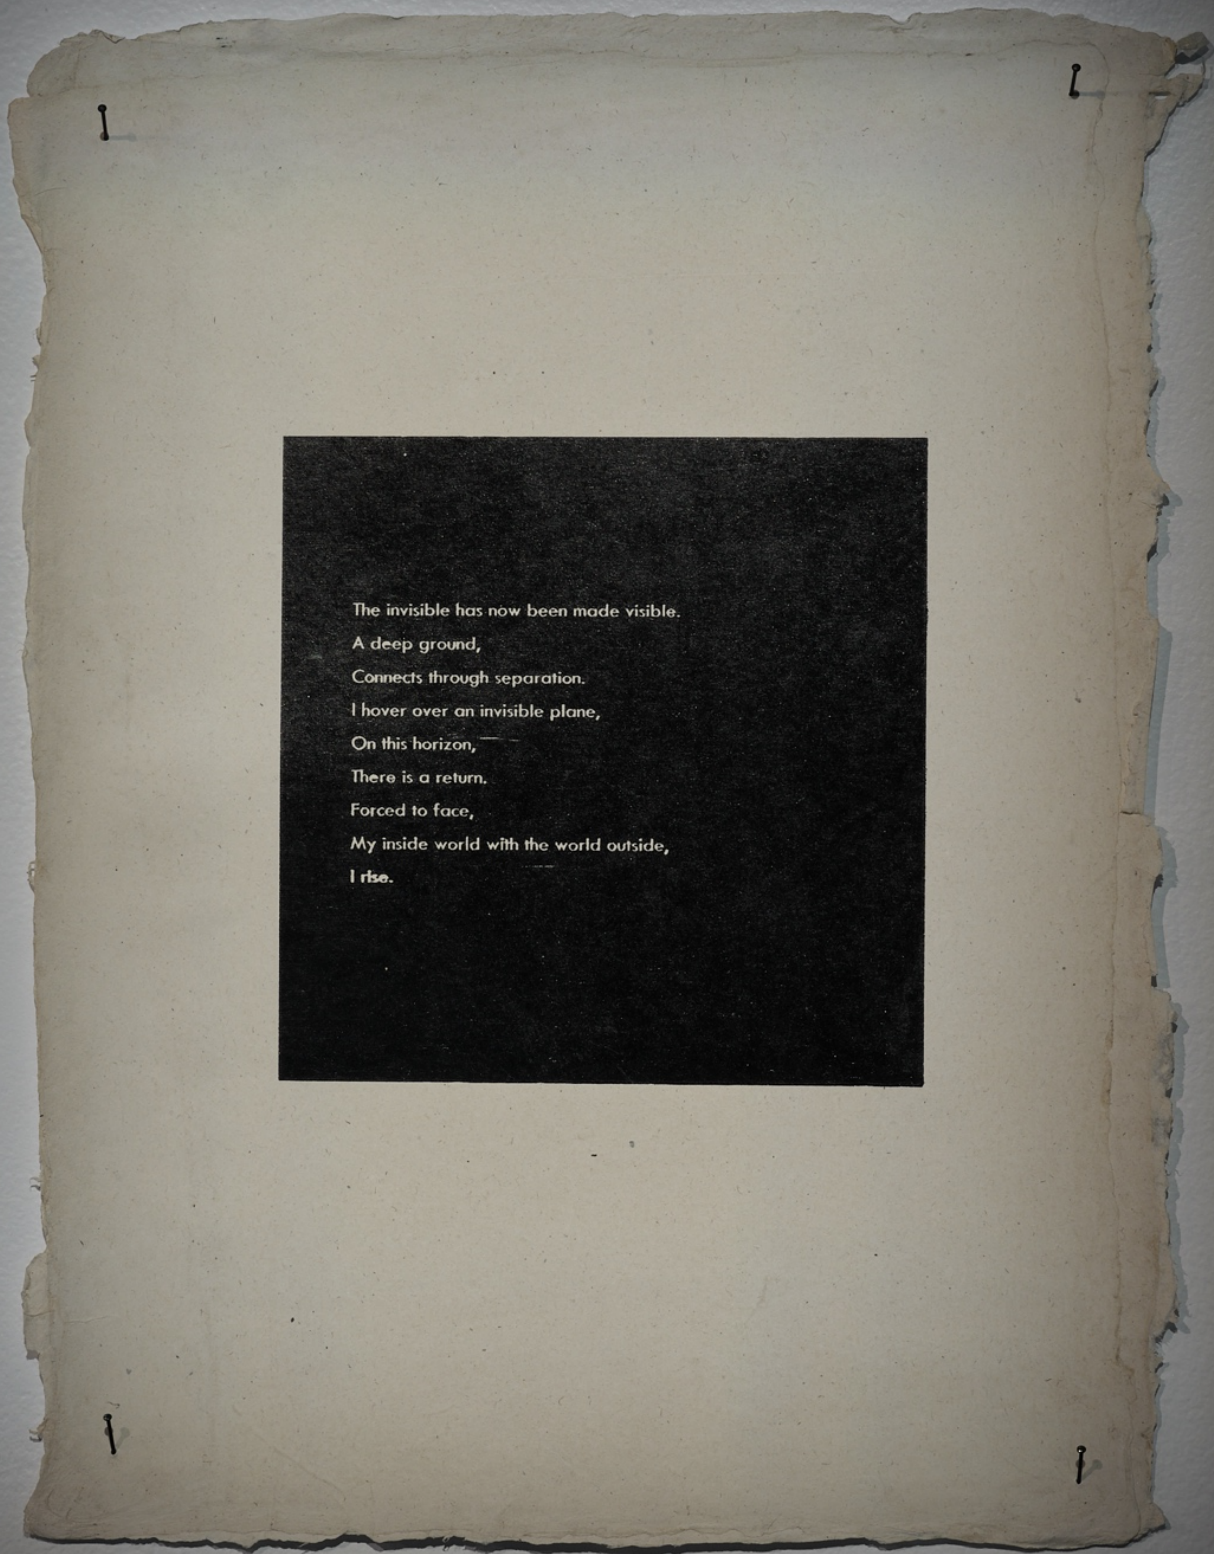 The invisible has now been made visible.
A deep ground,
Connects through separation.
I hover over an invisible plane,
On this horizon,
There is a return.
Forced to face,
My inside world with the world outside,
I rise.